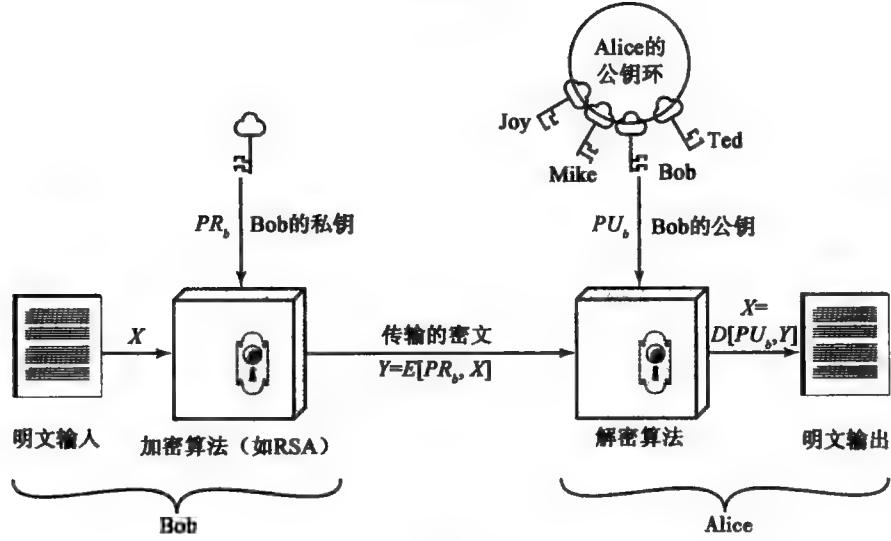 Alice的
公钥环
Joy
Mike
Bob
Ted
PR_b Bob的私钥
PU_b Bob的公钥
X
传输的密文
Y=E[PR_b, X]
X=
D[PU_b,Y]
明文输入
加密算法（如RSA）
解密算法
明文输出
Bob
Alice